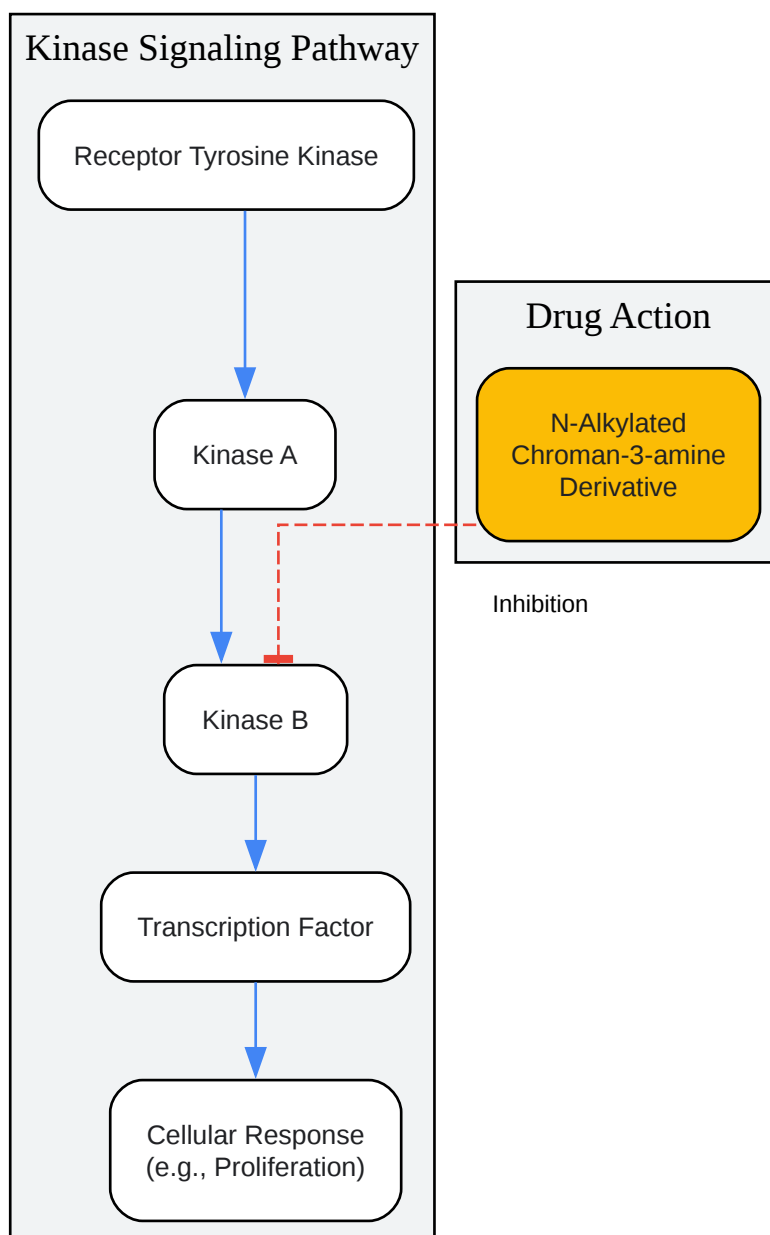 Kinase Signaling Pathway
Receptor Tyrosine Kinase
Kinase A
Kinase B
Transcription Factor
Cellular Response
(e.g., Proliferation)
Drug Action
N-Alkylated
Chroman-3-amine
Derivative
Inhibition